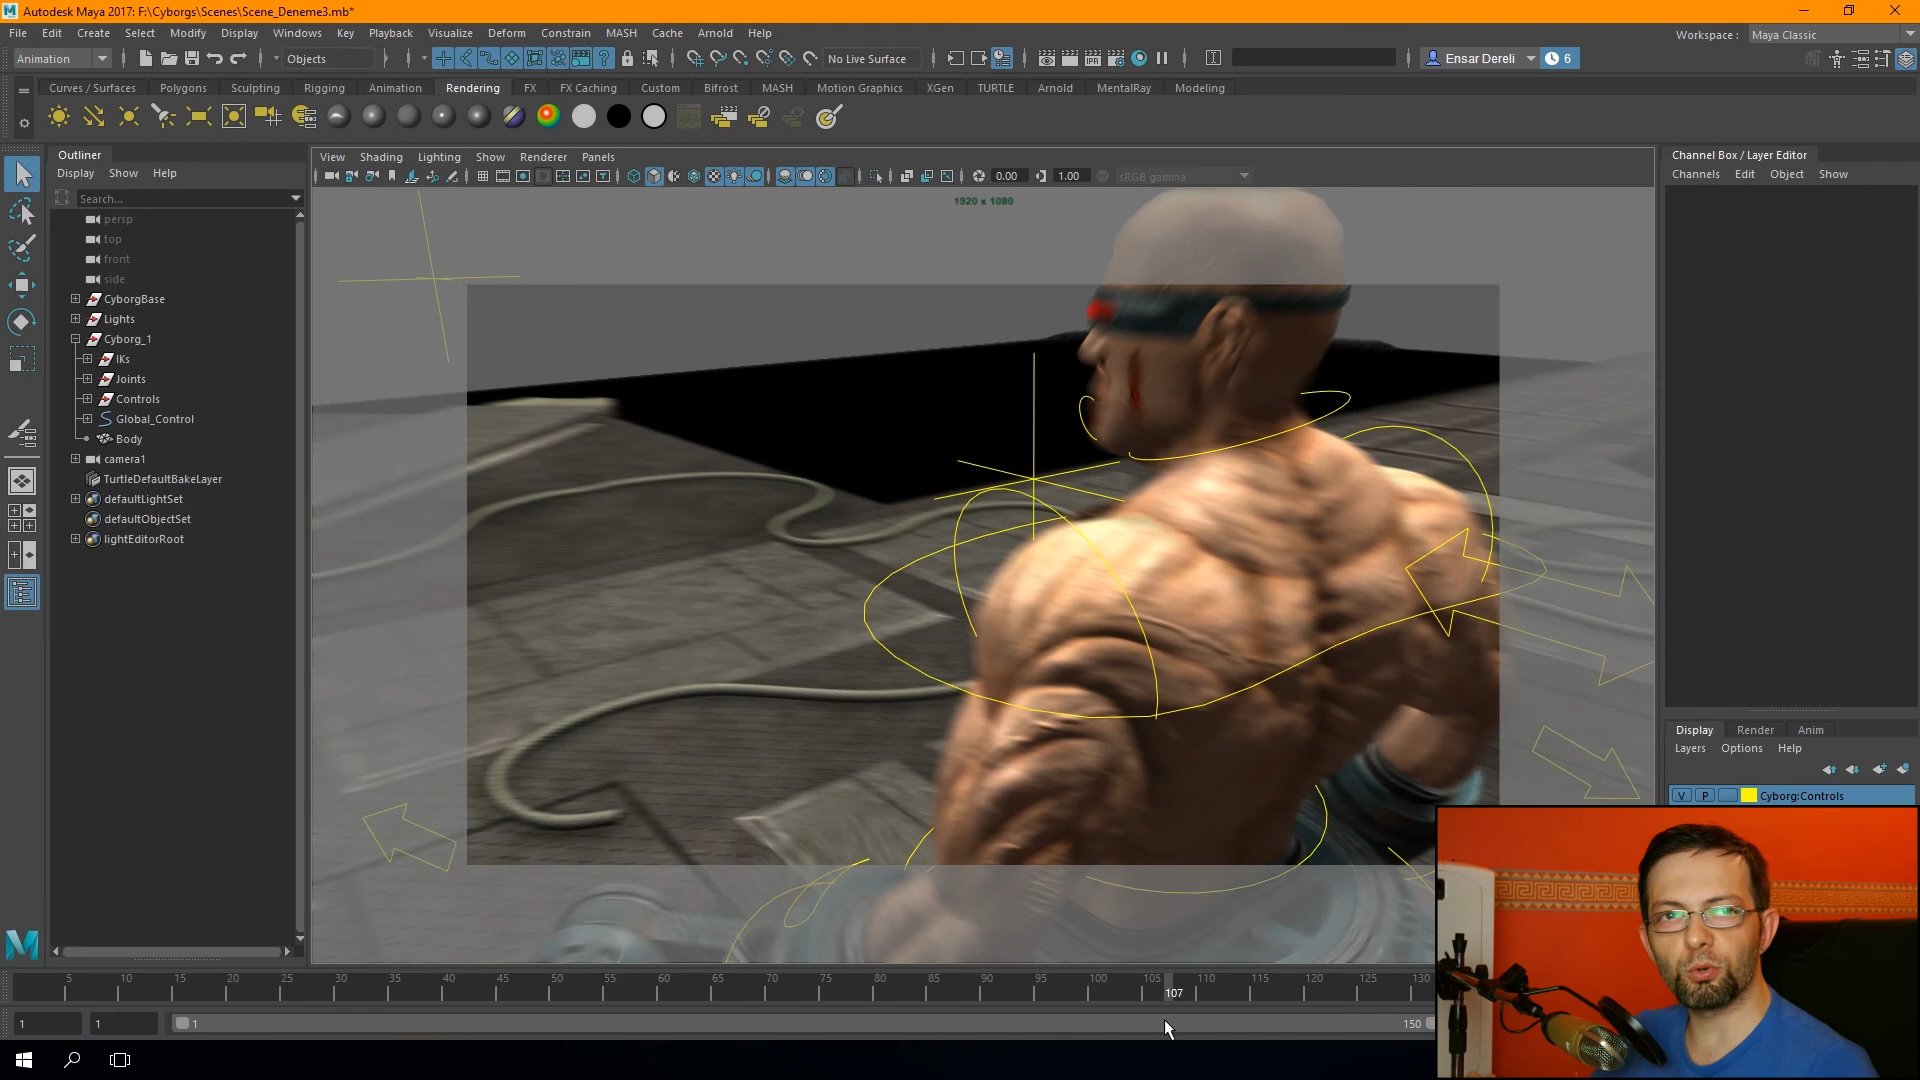 Autodesk Maya 2017: F:\Cyborgs\Scenes\Scene_Deneme3.mb*
File Edit Create Select Modify Display Windows Key Playback Visualize Deform Constrain MASH Cache Arnold Help
Workspace : Maya Classic
Animation Objects No Live Surface IPR Ensar Dereli 6
Curves / Surfaces Polygons Sculpting Rigging Animation Rendering FX FX Caching Custom Bifrost MASH Motion Graphics XGen TURTLE Arnold MentalRay Modeling
Outliner
Display Show Help
Search...
persp
top
front
side
CyborgBase
Lights
Cyborg_1
IKs
Joints
Controls
Global_Control
Body
camera1
TurtleDefaultBakeLayer
defaultLightSet
defaultObjectSet
lightEditorRoot
View Shading Lighting Show Renderer Panels
0.00 1.00 sRGB gamma
1920 x 1080
Channel Box / Layer Editor
Channels Edit Object Show
Display Render Anim
Layers Options Help
V P Cyborg:Controls
5 10 15 20 25 30 35 40 45 50 55 60 65 70 75 80 85 90 95 100 105 110 115 120 125 130
107
1 1 1 150